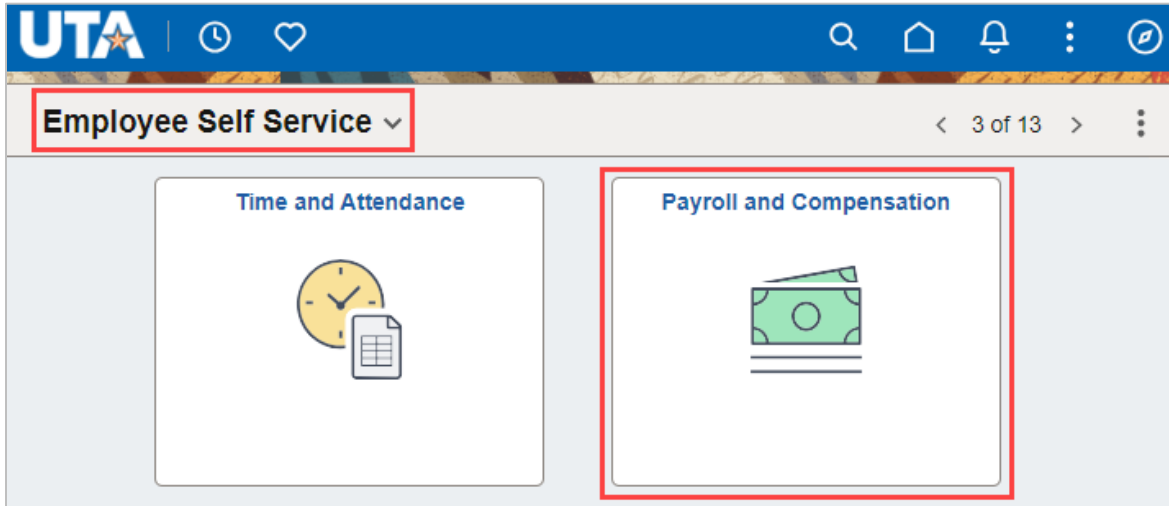 UTA
Employee Self Service
3 of 13
Time and Attendance
Payroll and Compensation